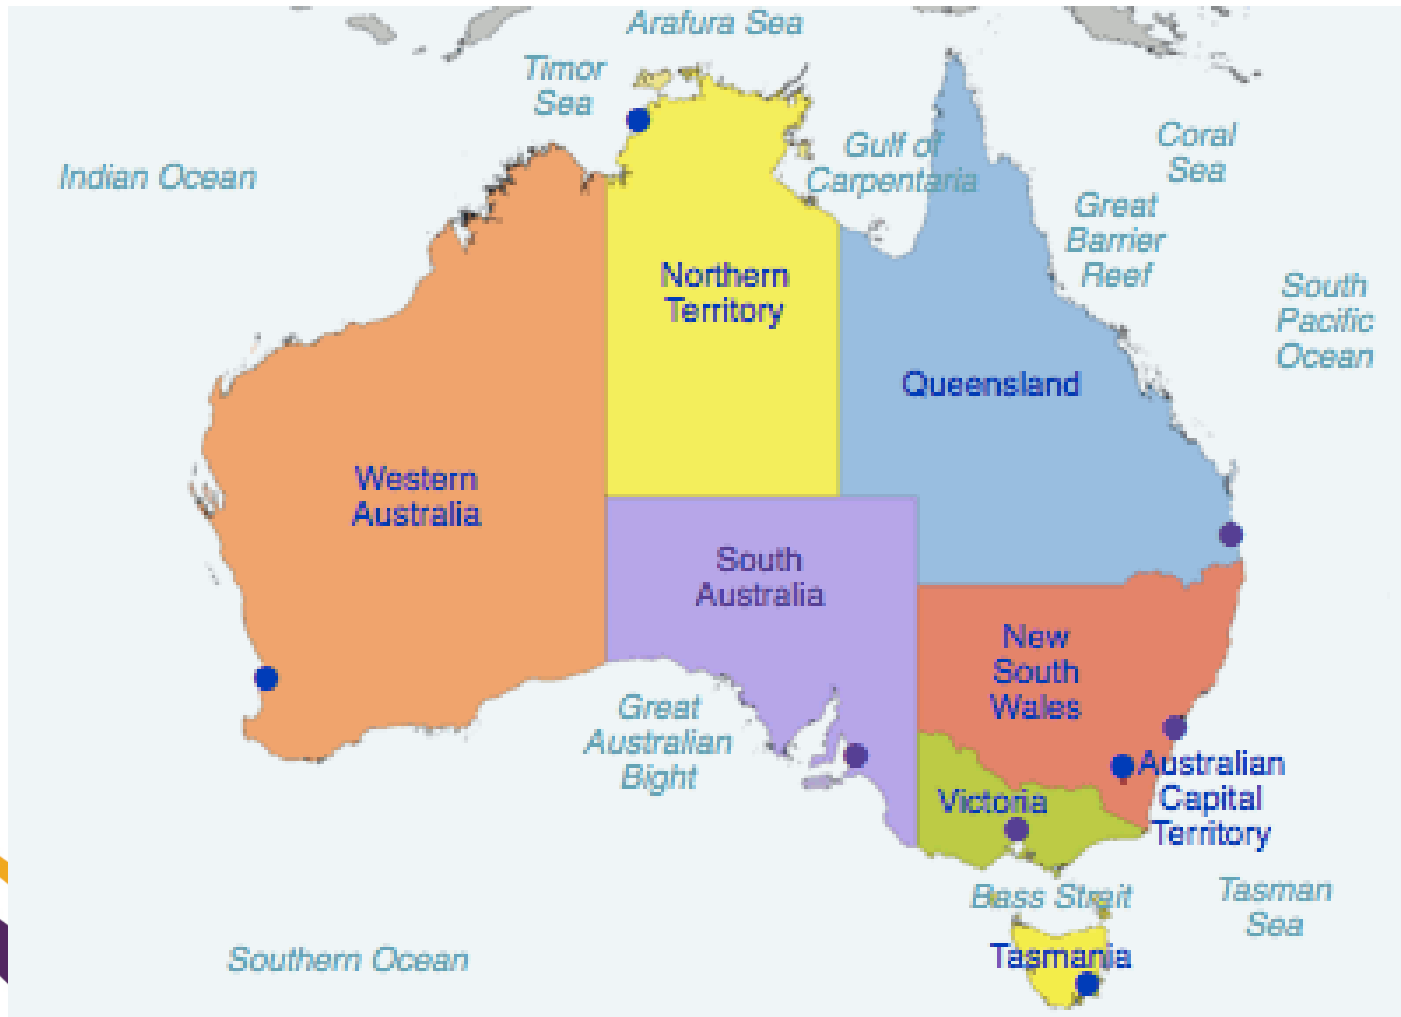 Arafura Sea
Timor
Sea
Indian Ocean
Gulf of
Carpentaria
Coral
Sea
Great
Barrier
Reef
South
Pacific
Ocean
Northern
Territory
Queensland
Western
Australia
South
Australia
New
South
Wales
Great
Australian
Bight
Australian
Capital
Territory
Victoria
Bass Strait
Tasman
Sea
Tasmania
Southern Ocean